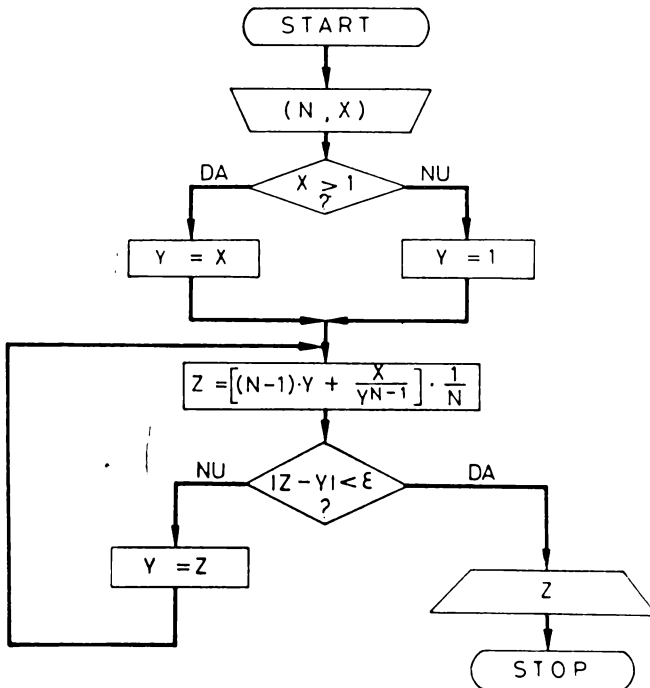 START
(N, X)
DA
X > 1
?
NU
Y = X
Y = 1
Z = [(N-1)·Y + X/Y^(N-1)] · 1/N
NU
|Z - Y| < ε
?
DA
Y = Z
Z
STOP